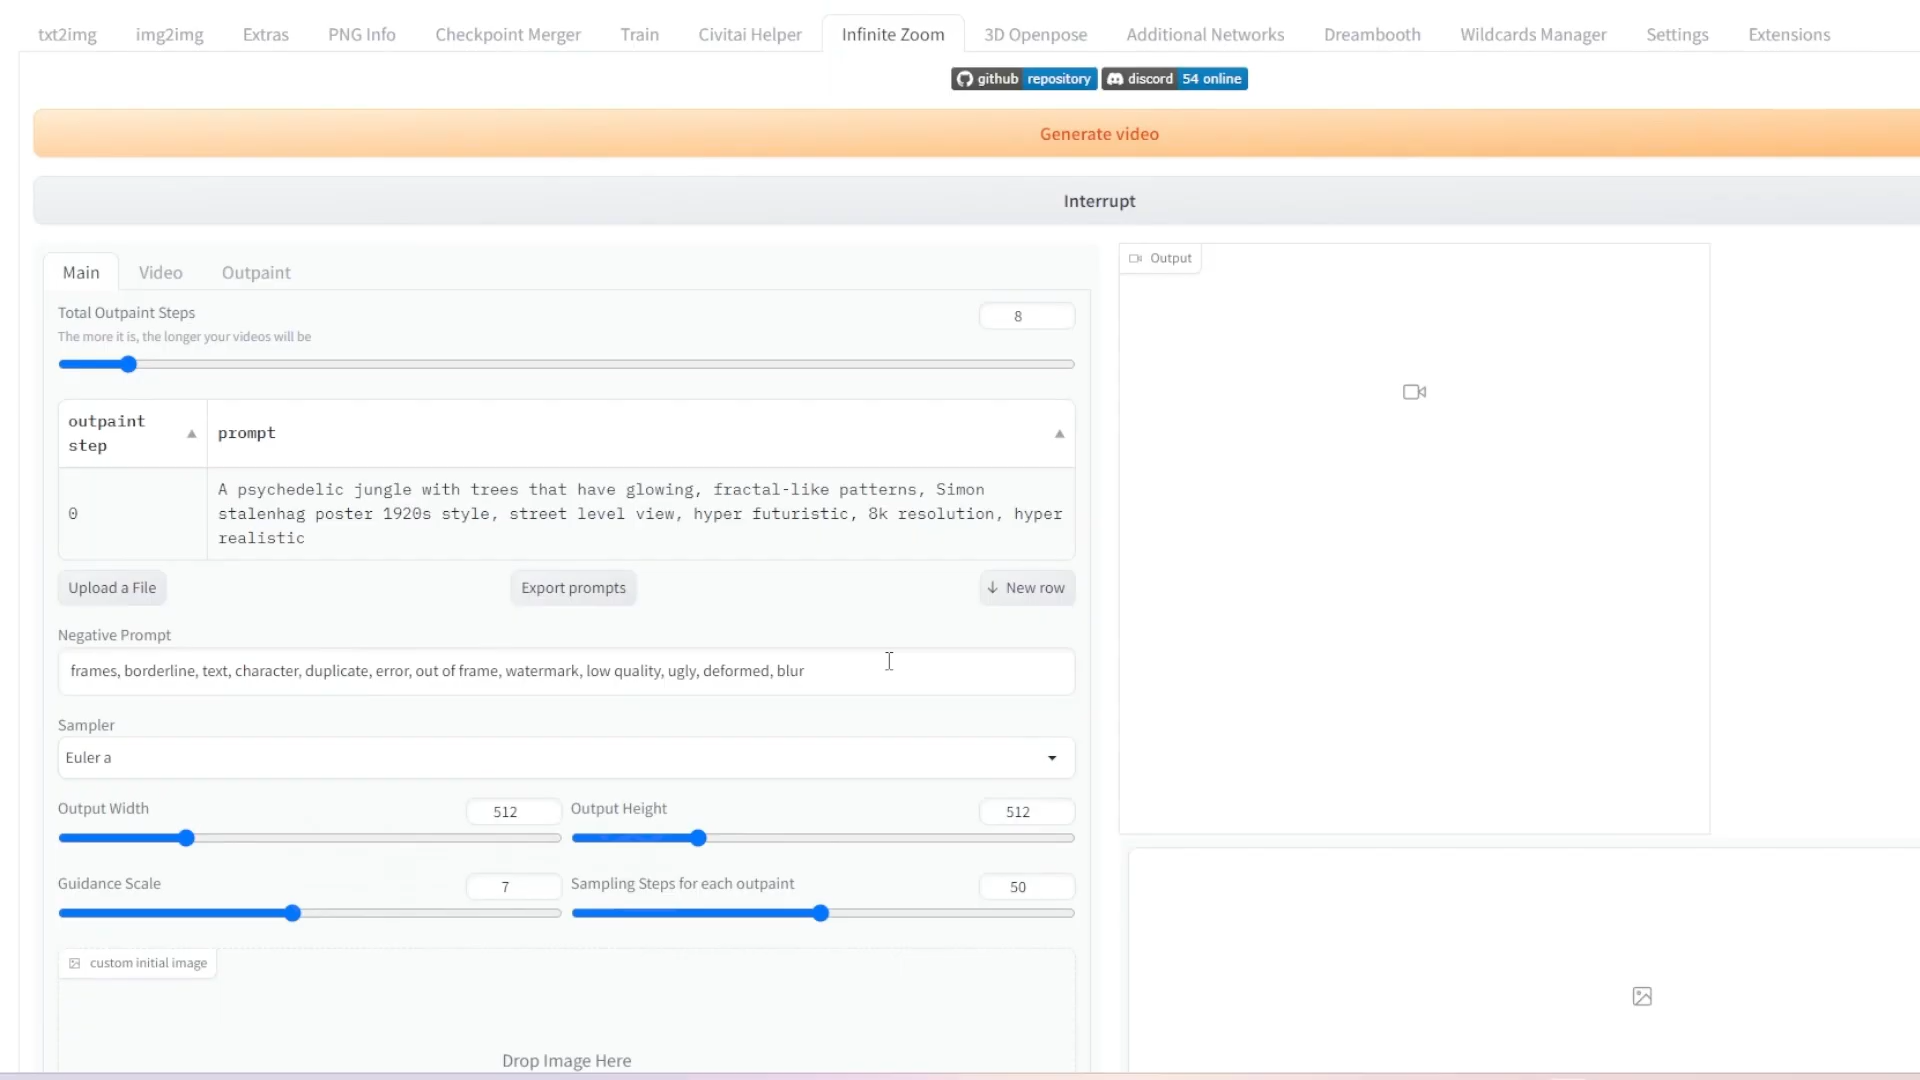 txt2img img2img Extras PNG Info Checkpoint Merger Train Civitai Helper Infinite Zoom 3D Openpose Additional Networks Dreambooth Wildcards Manager Settings Extensions
github repository discord 54 online
Generate video
Interrupt
Main Video Outpaint
Total Outpaint Steps
8
The more it is, the longer your videos will be
outpaint
step
prompt
0
A psychedelic jungle with trees that have glowing, fractal-like patterns, Simon
stalenhag poster 1920s style, street level view, hyper futuristic, 8k resolution, hyper
realistic
Upload a File Export prompts New row
Negative Prompt
frames, borderline, text, character, duplicate, error, out of frame, watermark, low quality, ugly, deformed, blur
Sampler
Euler a
Output Width 512 Output Height 512
Guidance Scale 7 Sampling Steps for each outpaint 50
custom initial image
Drop Image Here
Output